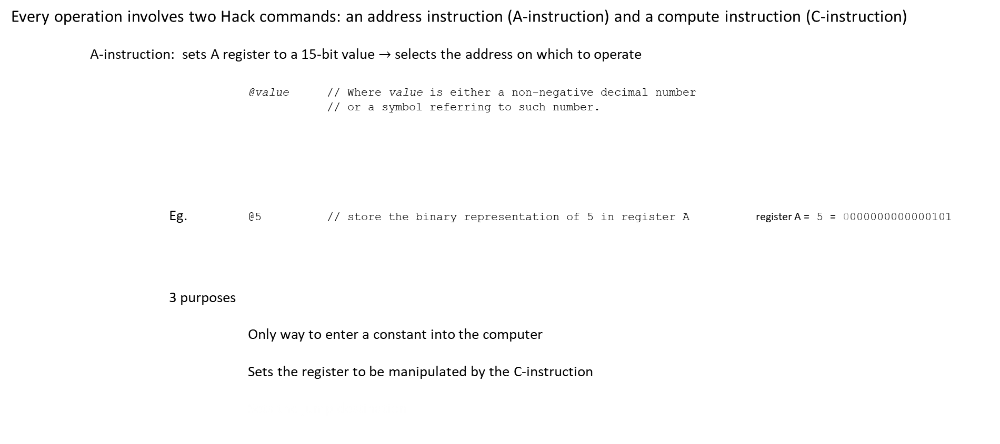 Every operation involves two Hack commands: an address instruction (A-instruction) and a compute instruction (C-instruction)
A-instruction: sets A register to a 15-bit value → selects the address on which to operate
@value // Where value is either a non-negative decimal number
// or a symbol referring to such number.
Eg. @5 // store the binary representation of 5 in register A register A = 5 = 0000000000000101
3 purposes
Only way to enter a constant into the computer
Sets the register to be manipulated by the C-instruction